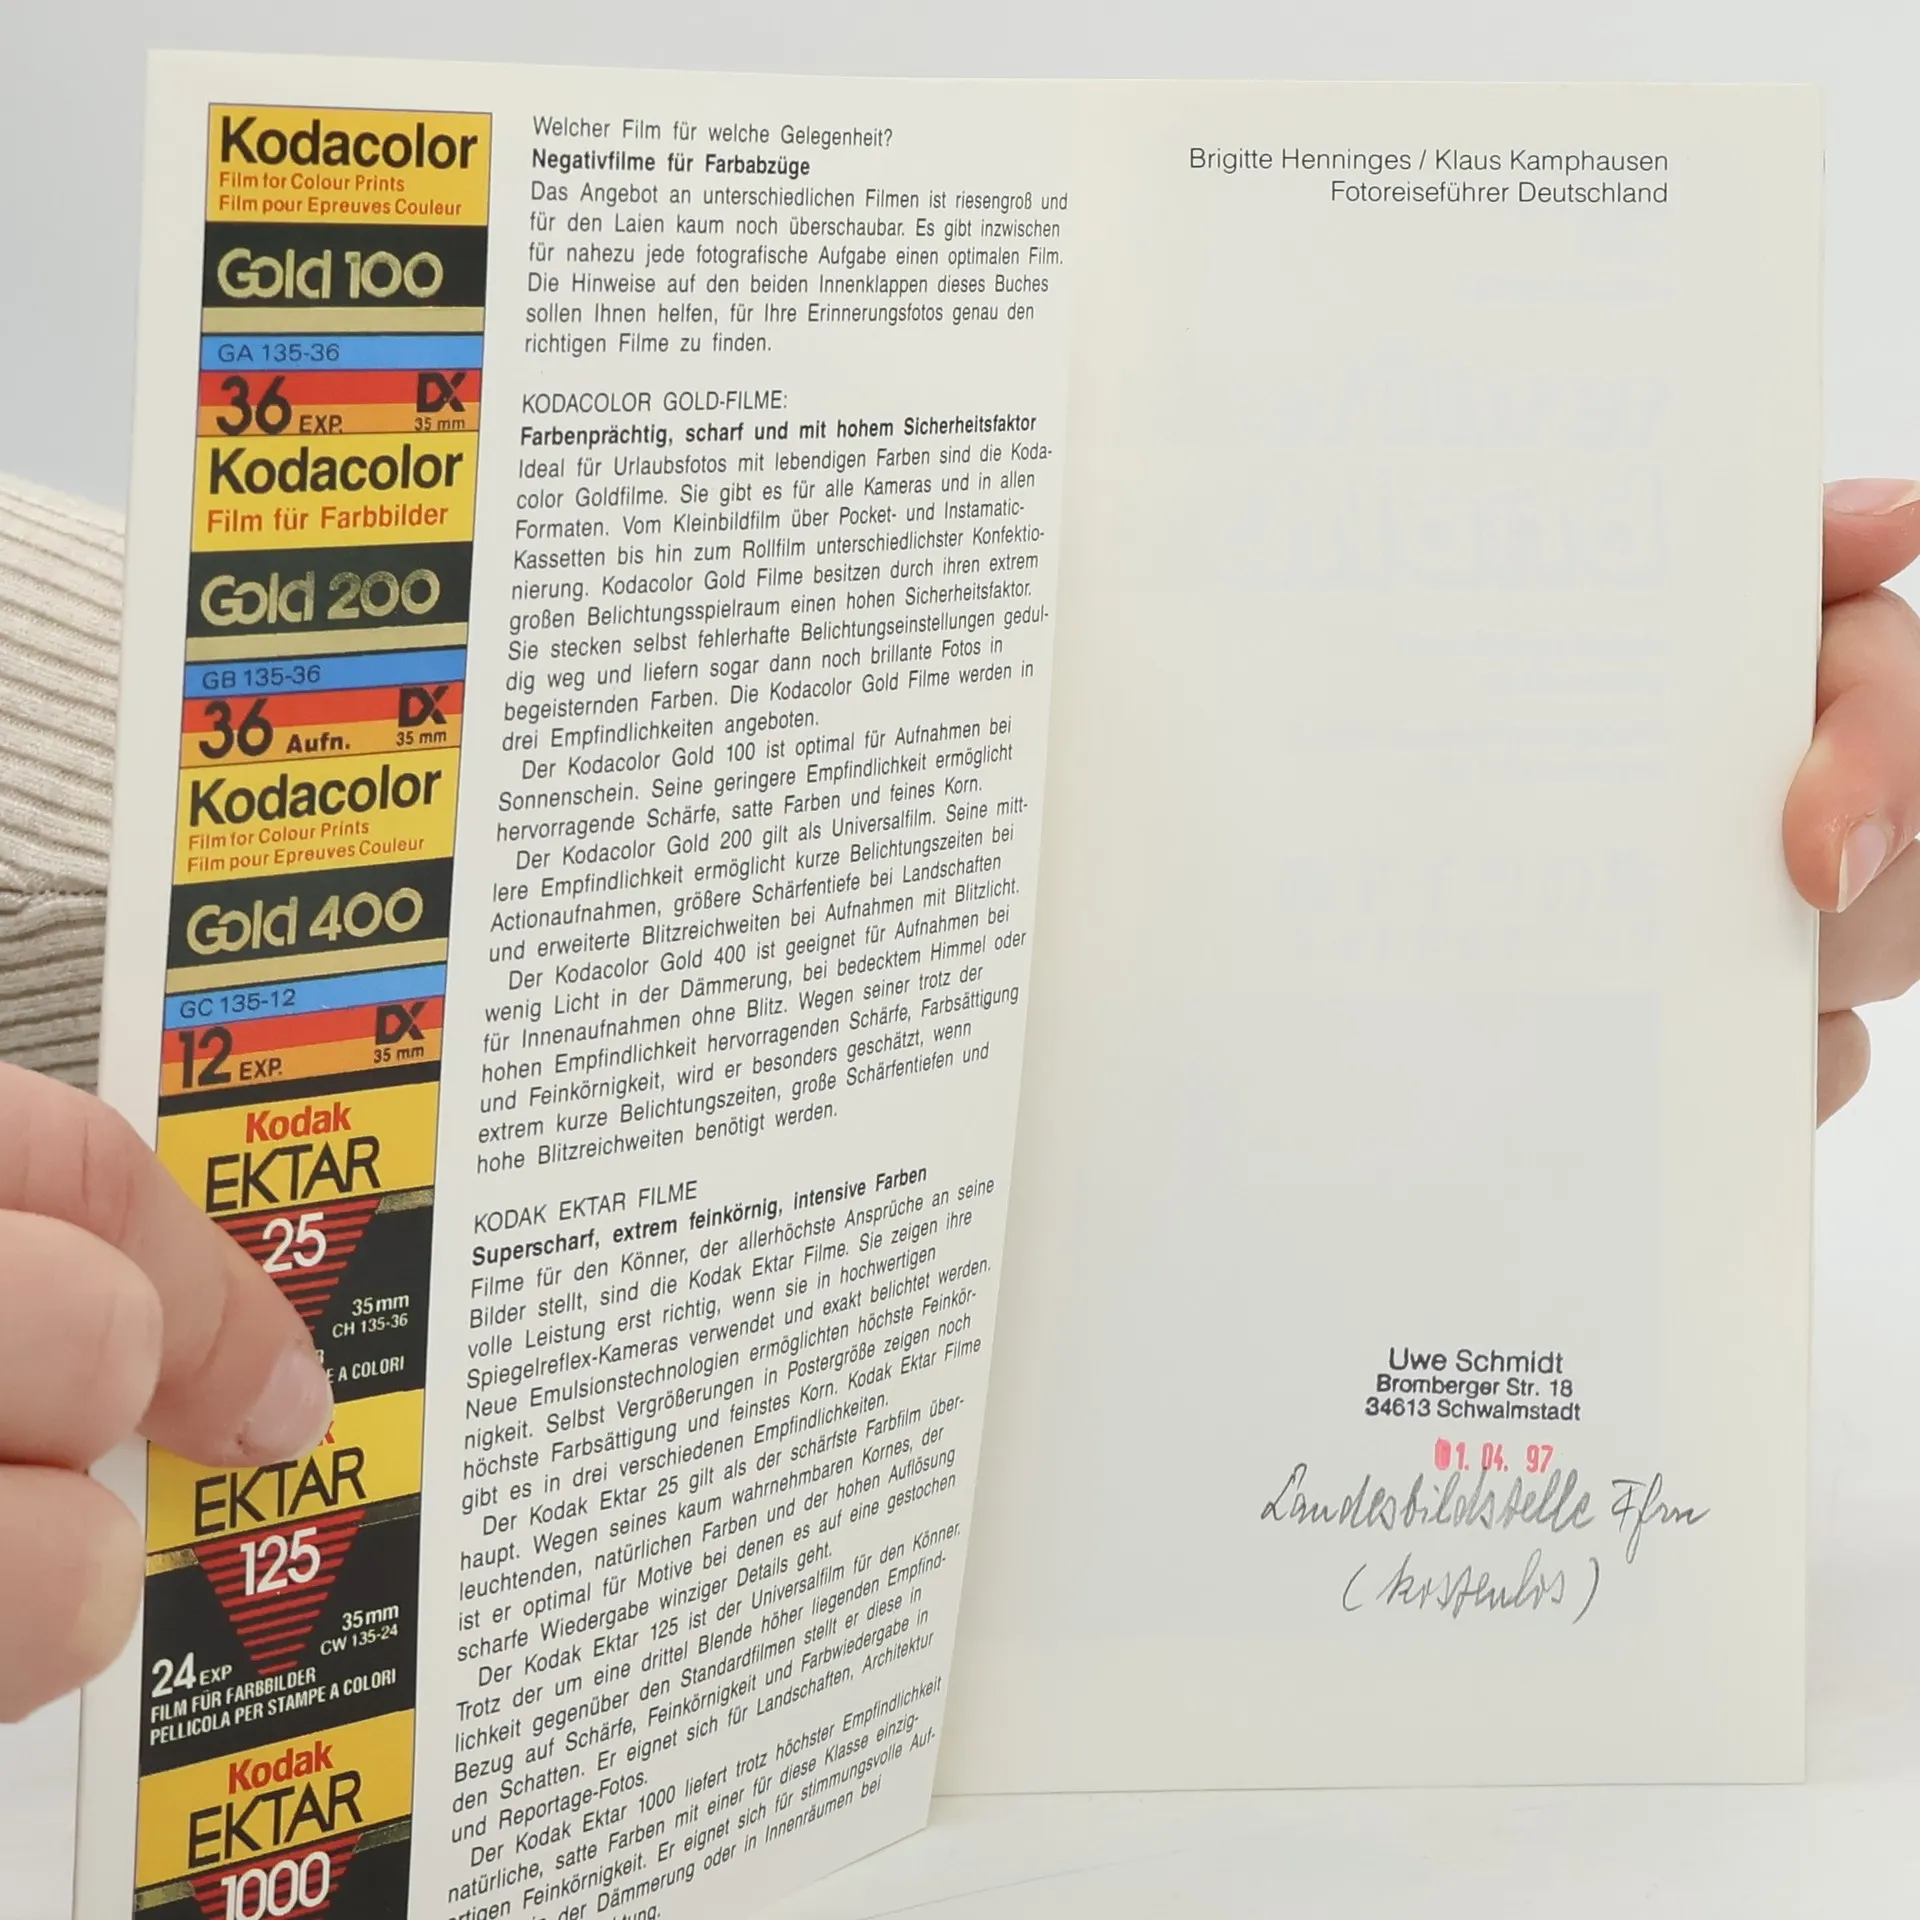 Kodacolor
Film for Colour Prints
Film pour Epreuves Couleur
Gold 100
GA 135-36
36 EXP. DX
35 mm
Kodacolor
Film für Farbbilder
Gold 200
GB 135-36
36 Aufn. DX
35 mm
Kodacolor
Film for Colour Prints
Film pour Epreuves Couleur
Gold 400
GC 135-12
12 EXP. DX
35 mm
Kodak
EKTAR
25
35mm
CH 135-36
A COLORI
EKTAR
125
35mm
CW 135-24
24 EXP
FILM FÜR FARBBILDER
PELLICOLA PER STAMPE A COLORI
Kodak
EKTAR
1000
Welcher Film für welche Gelegenheit?
Negativfilme für Farbabzüge
Das Angebot an unterschiedlichen Filmen ist riesengroß und
für den Laien kaum noch überschaubar. Es gibt inzwischen
für nahezu jede fotografische Aufgabe einen optimalen Film.
Die Hinweise auf den beiden Innenklappen dieses Buches
sollen Ihnen helfen, für Ihre Erinnerungsfotos genau den
richtigen Filme zu finden.
KODACOLOR GOLD-FILME:
Farbenprächtig, scharf und mit hohem Sicherheitsfaktor
Ideal für Urlaubsfotos mit lebendigen Farben sind die Koda-
color Goldfilme. Sie gibt es für alle Kameras und in allen
Formaten. Vom Kleinbildfilm über Pocket- und Instamatic-
Kassetten bis hin zum Rollfilm unterschiedlichster Konfektio-
nierung. Kodacolor Gold Filme besitzen durch ihren extrem
großen Belichtungsspielraum einen hohen Sicherheitsfaktor.
Sie stecken selbst fehlerhafte Belichtungseinstellungen gedul-
dig weg und liefern sogar dann noch brillante Fotos in
begeisternden Farben. Die Kodacolor Gold Filme werden in
drei Empfindlichkeiten angeboten.
Der Kodacolor Gold 100 ist optimal für Aufnahmen bei
Sonnenschein. Seine geringere Empfindlichkeit ermöglicht
hervorragende Schärfe, satte Farben und feines Korn.
Der Kodacolor Gold 200 gilt als Universalfilm. Seine mitt-
lere Empfindlichkeit ermöglicht kurze Belichtungszeiten bei
Actionaufnahmen, größere Schärfentiefe bei Landschaften
und erweiterte Blitzreichweiten bei Aufnahmen mit Blitzlicht.
Der Kodacolor Gold 400 ist geeignet für Aufnahmen bei
wenig Licht in der Dämmerung, bei bedecktem Himmel oder
für Innenaufnahmen ohne Blitz. Wegen seiner trotz der
hohen Empfindlichkeit hervorragenden Schärfe, Farbsättigung
und Feinkörnigkeit, wird er besonders geschätzt, wenn
extrem kurze Belichtungszeiten, große Schärfentiefen und
hohe Blitzreichweiten benötigt werden.
KODAK EKTAR FILME
Superscharf, extrem feinkörnig, intensive Farben
Filme für den Könner, der allerhöchste Ansprüche an seine
Bilder stellt, sind die Kodak Ektar Filme. Sie zeigen ihre
volle Leistung erst richtig, wenn sie in hochwertigen
Spiegelreflex-Kameras verwendet und exakt belichtet werden.
Neue Emulsionstechnologien ermöglichten höchste Feinkör-
nigkeit. Selbst Vergrößerungen in Postergröße zeigen noch
höchste Farbsättigung und feinstes Korn. Kodak Ektar Filme
gibt es in drei verschiedenen Empfindlichkeiten.
Der Kodak Ektar 25 gilt als der schärfste Farbfilm über-
haupt. Wegen seines kaum wahrnehmbaren Kornes, der
leuchtenden, natürlichen Farben und der hohen Auflösung
ist er optimal für Motive bei denen es auf eine gestochen
scharfe Wiedergabe winziger Details geht.
Der Kodak Ektar 125 ist der Universalfilm für den Könner.
Trotz der um eine drittel Blende höher liegenden Empfind-
lichkeit gegenüber den Standardfilmen stellt er diese in
Bezug auf Schärfe, Feinkörnigkeit und Farbwiedergabe in
den Schatten. Er eignet sich für Landschaften, Architektur
und Reportage-Fotos.
Der Kodak Ektar 1000 liefert trotz höchster Empfindlichkeit
natürliche, satte Farben mit einer für diese Klasse einzig-
artigen Feinkörnigkeit. Er eignet sich für stimmungsvolle Auf-
der Dämmerung oder in Innenräumen bei
Brigitte Henninges / Klaus Kamphausen
Fotoreiseführer Deutschland
Uwe Schmidt
Bromberger Str. 18
34613 Schwalmstadt
01. 04. 97
Landesbildstelle Ffm
(kostenlos)